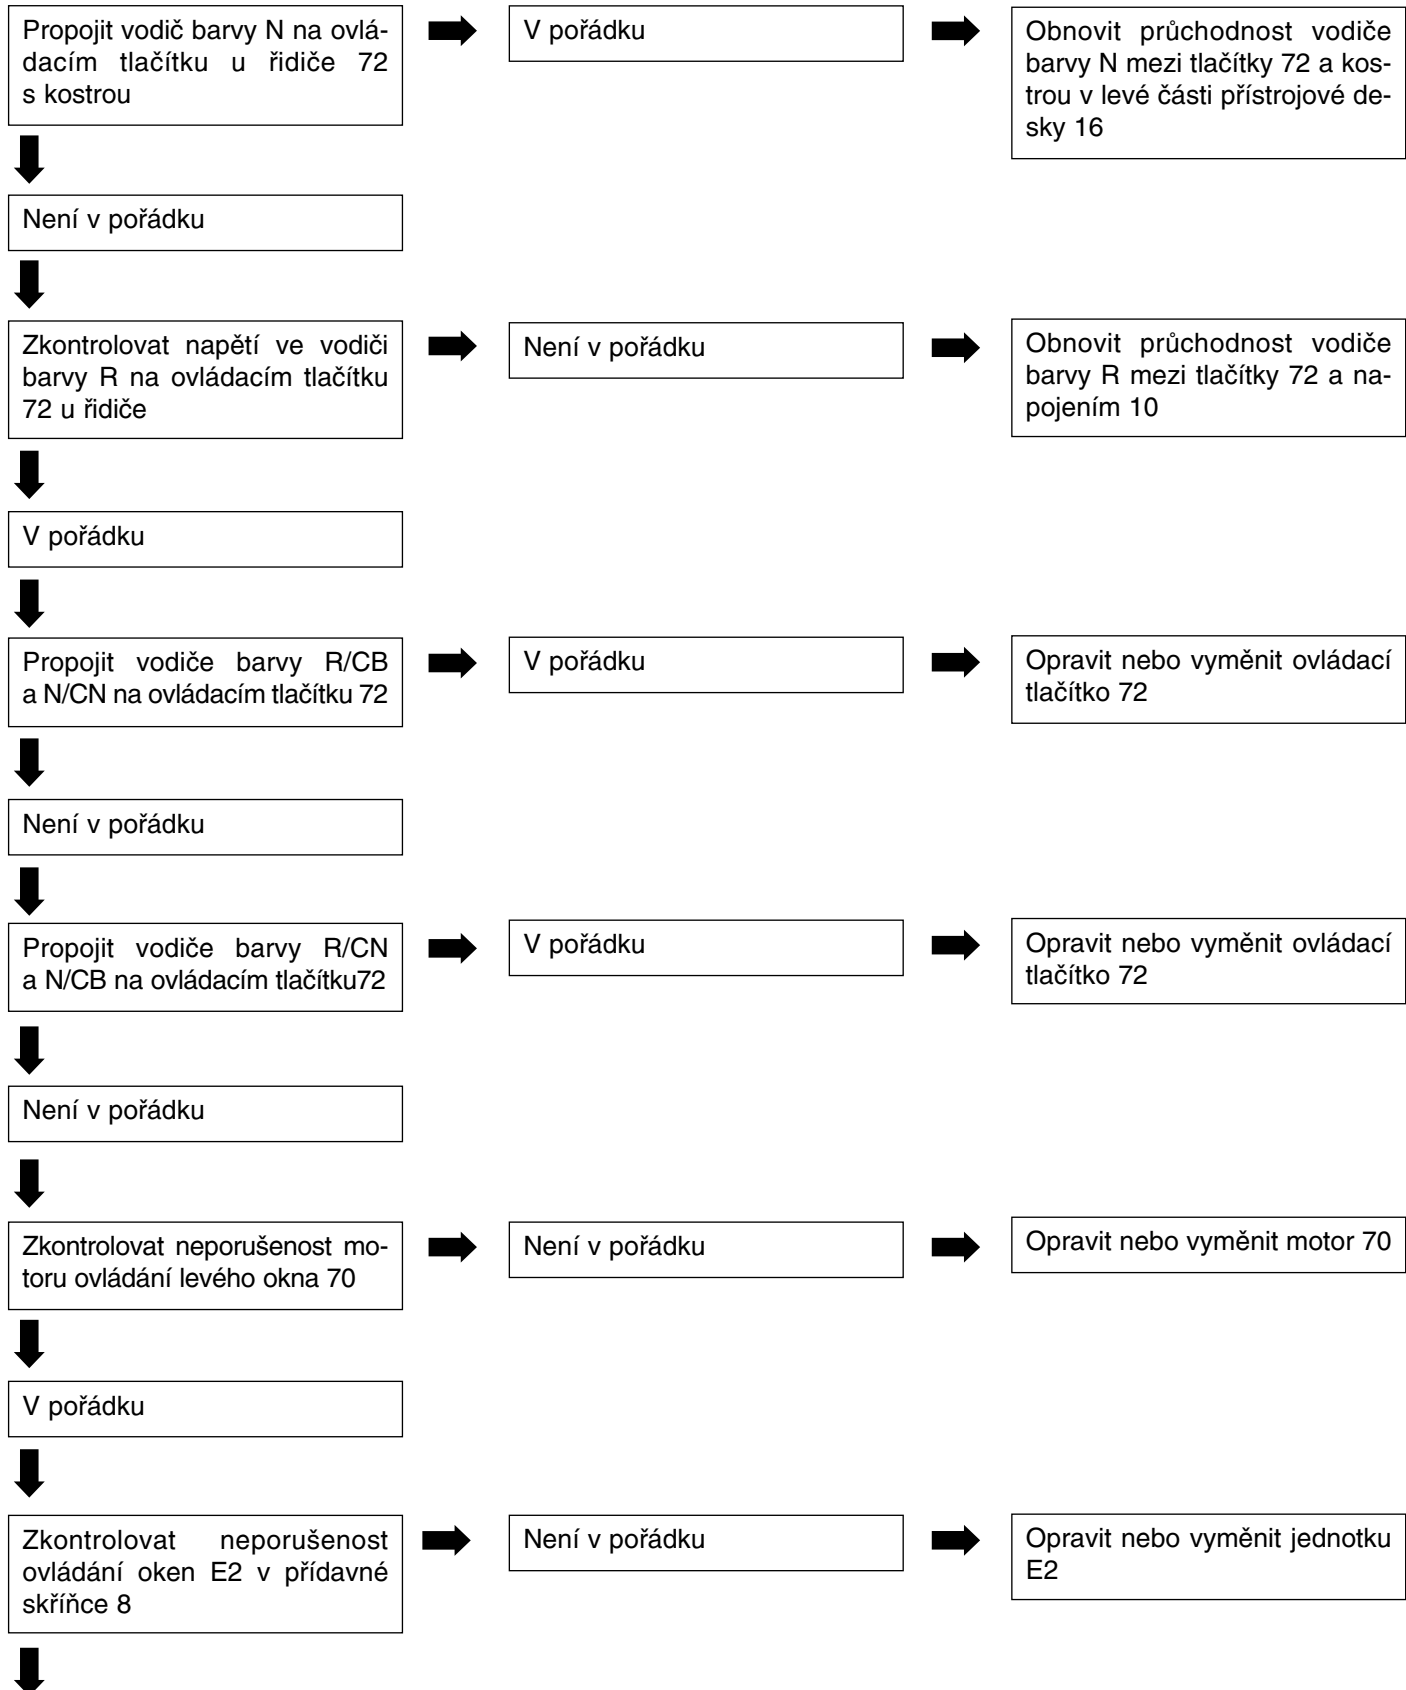 Propojit vodič barvy N na ovlá-
dacím tlačítku u řidiče 72
s kostrou
V pořádku
Obnovit průchodnost vodiče
barvy N mezi tlačítky 72 a kos-
trou v levé části přístrojové de-
sky 16
Není v pořádku
Zkontrolovat napětí ve vodiči
barvy R na ovládacím tlačítku
72 u řidiče
Není v pořádku
Obnovit průchodnost vodiče
barvy R mezi tlačítky 72 a na-
pojením 10
V pořádku
Propojit vodiče barvy R/CB
a N/CN na ovládacím tlačítku 72
V pořádku
Opravit nebo vyměnit ovládací
tlačítko 72
Není v pořádku
Propojit vodiče barvy R/CN
a N/CB na ovládacím tlačítku72
V pořádku
Opravit nebo vyměnit ovládací
tlačítko 72
Není v pořádku
Zkontrolovat neporušenost mo-
toru ovládání levého okna 70
Není v pořádku
Opravit nebo vyměnit motor 70
V pořádku
Zkontrolovat neporušenost
ovládání oken E2 v přídavné
skříňce 8
Není v pořádku
Opravit nebo vyměnit jednotku
E2